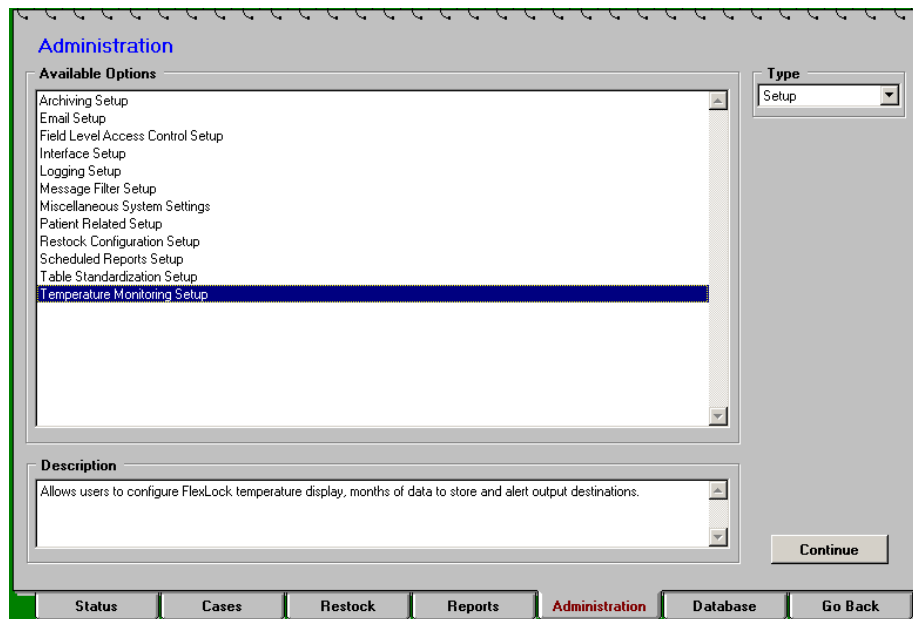 Administration
Available Options
Type
Setup
Archiving Setup
Email Setup
Field Level Access Control Setup
Interface Setup
Logging Setup
Message Filter Setup
Miscellaneous System Settings
Patient Related Setup
Restock Configuration Setup
Scheduled Reports Setup
Table Standardization Setup
Temperature Monitoring Setup
Description
Allows users to configure FlexLock temperature display, months of data to store and alert output destinations.
Continue
Status Cases Restock Reports Administration Database Go Back